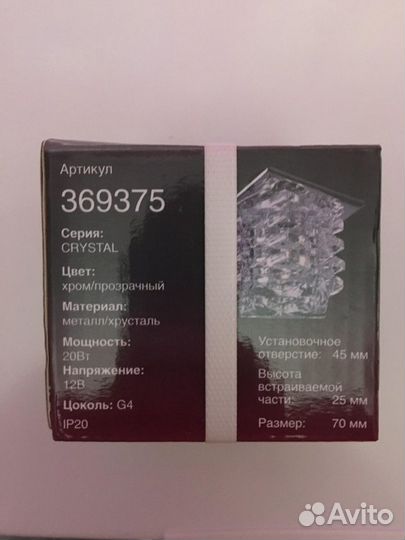 Артикул
369375
Серия:
CRYSTAL
Цвет:
хром/прозрачный
Материал:
металл/хрусталь
Мощность:
20Вт
Напряжение:
12В
Цоколь: G4
IP20
Установочное
отверстие: 45 мм
Высота
встраиваемой
части: 25 мм
Размер: 70 мм
Avito